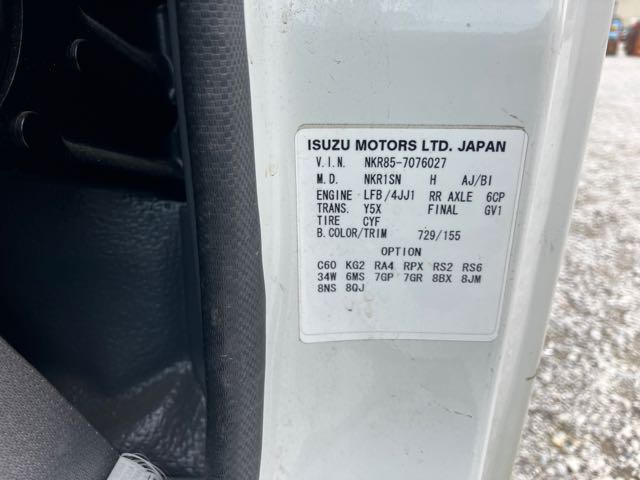 ISUZU MOTORS LTD. JAPAN
V.I.N. NKR85-7076027
M.D. NKR1SN H AJ/BI
ENGINE LFB/4JJ1 RR AXLE 6CP
TRANS. Y5X FINAL GV1
TIRE CYF
B.COLOR/TRIM 729/155
OPTION
C60 KG2 RA4 RPX RS2 RS6
34W 6MS 7GP 7GR 8BX 8JM
8NS 8QJ